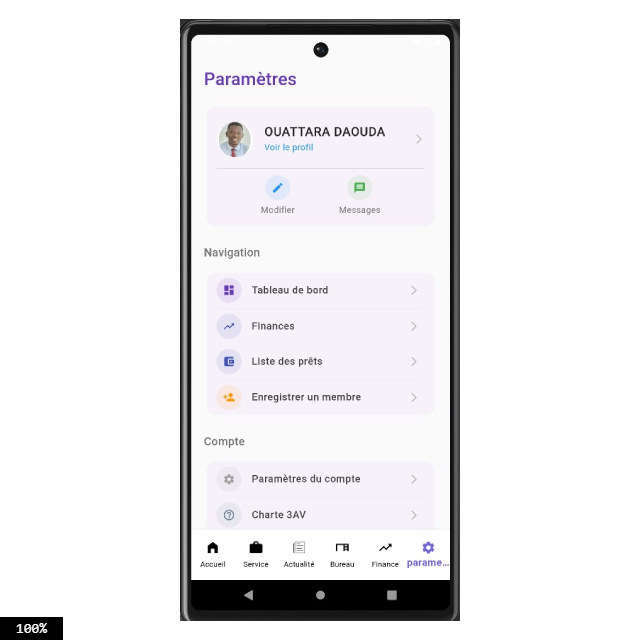 Paramètres
OUATTARA DAOUDA
Voir le profil
Modifier
Messages
Navigation
Tableau de bord
Finances
Liste des prêts
Enregistrer un membre
Compte
Paramètres du compte
Charte 3AV
Accueil Service Actualité Bureau Finance parame...
100%